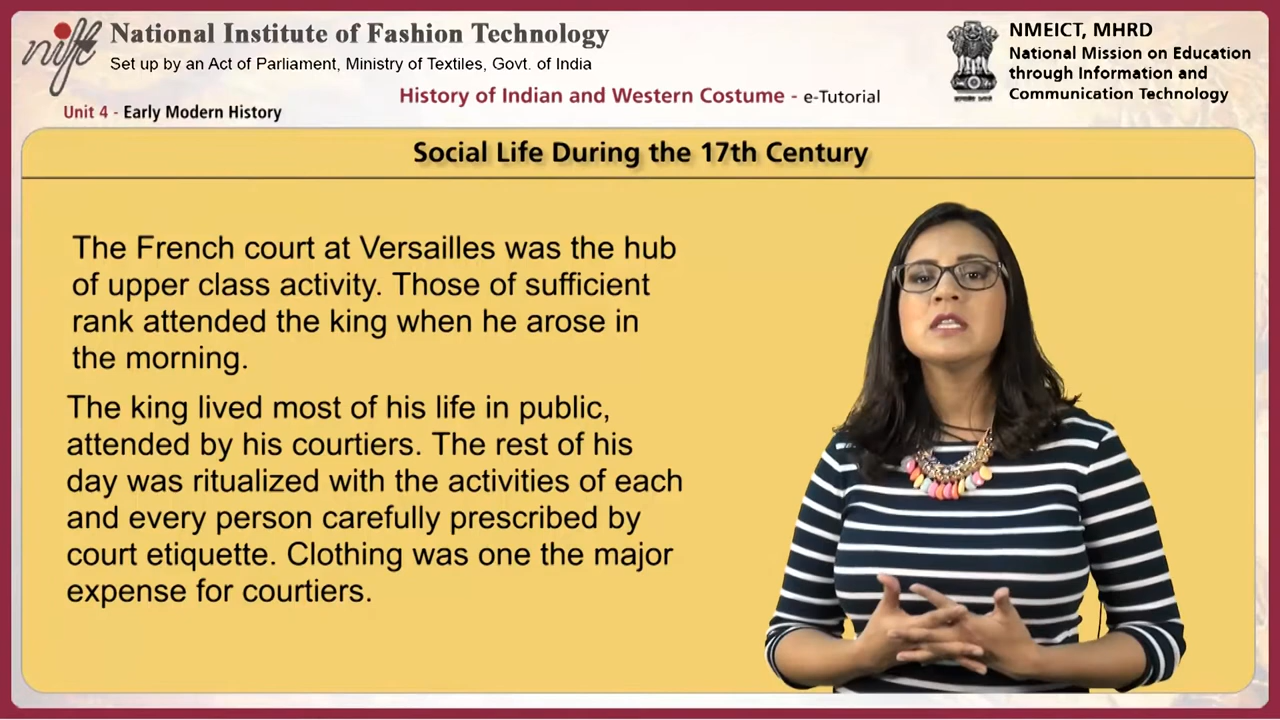 nift
National Institute of Fashion Technology
Set up by an Act of Parliament, Ministry of Textiles, Govt. of India
NMEICT, MHRD
National Mission on Education
through Information and
Communication Technology
History of Indian and Western Costume - e-Tutorial
Unit 4 - Early Modern History
Social Life During the 17th Century
The French court at Versailles was the hub
of upper class activity. Those of sufficient
rank attended the king when he arose in
the morning.
The king lived most of his life in public,
attended by his courtiers. The rest of his
day was ritualized with the activities of each
and every person carefully prescribed by
court etiquette. Clothing was one the major
expense for courtiers.